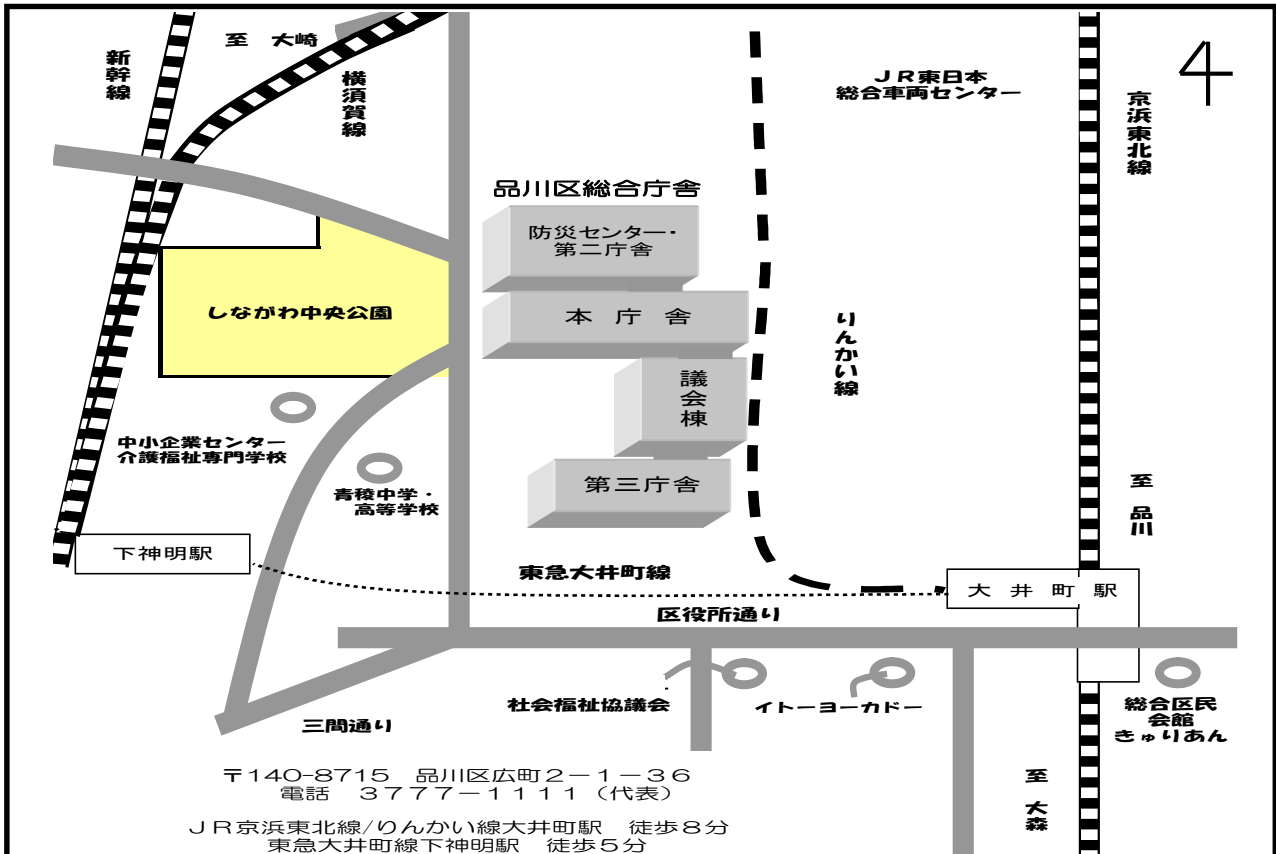 新幹線
至 大崎
横須賀線
JR東日本
総合車両センター
京浜東北線
品川区総合庁舎
防災センター・
第二庁舎
しながわ中央公園
本庁舎
りんかい線
議会棟
中小企業センター
介護福祉専門学校
青稜中学・
高等学校
第三庁舎
至 品川
下神明駅
東急大井町線
大井町駅
区役所通り
社会福祉協議会
イトーヨーカドー
総合区民
会館
きゅりあん
三間通り
至 大森
〒140-8715 品川区広町2-1-36
電話 3777-1111(代表)
JR京浜東北線/りんかい線大井町駅 徒歩8分
東急大井町線下神明駅 徒歩5分